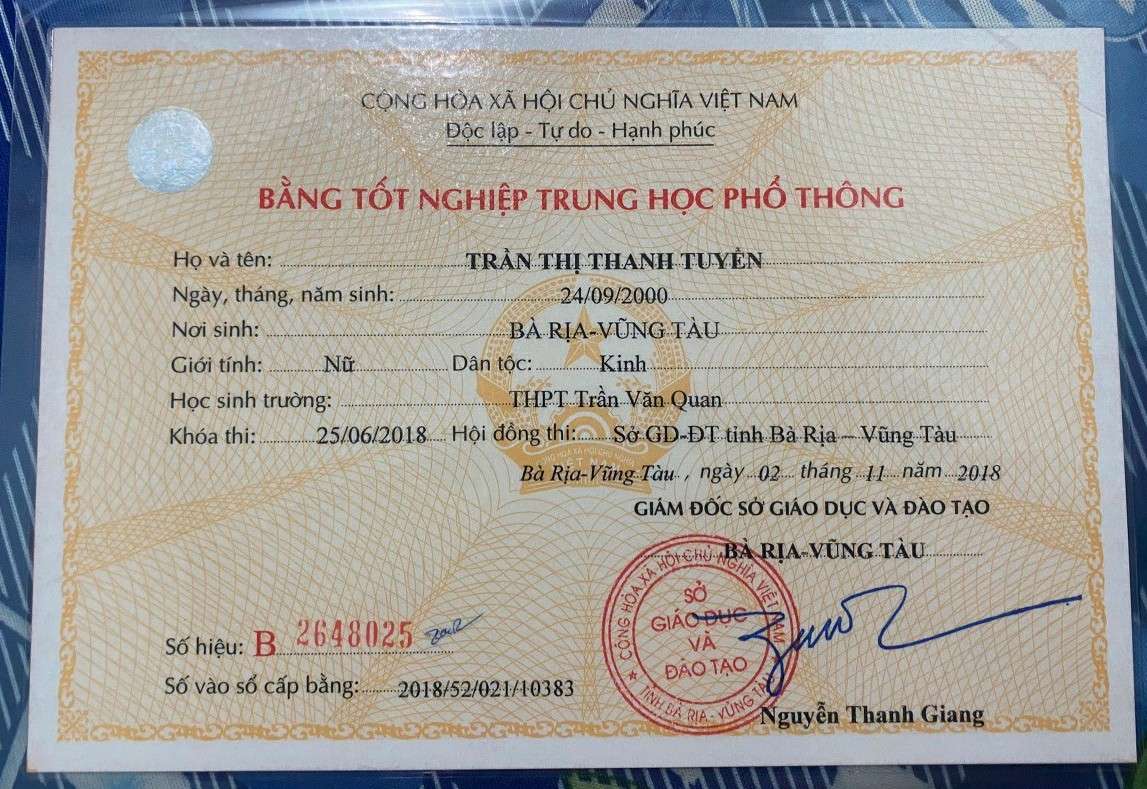 CỘNG HÒA XÃ HỘI CHỦ NGHĨA VIỆT NAM
Độc lập - Tự do - Hạnh phúc
BẰNG TỐT NGHIỆP TRUNG HỌC PHỔ THÔNG
Họ và tên: TRẦN THỊ THANH TUYỀN
Ngày, tháng, năm sinh: 24/09/2000
Nơi sinh: BÀ RỊA-VŨNG TÀU
Giới tính: Nữ Dân tộc: Kinh
Học sinh trường: THPT Trần Văn Quan
Khóa thi: 25/06/2018 Hội đồng thi: Sở GD-ĐT tỉnh Bà Rịa – Vũng Tàu
Bà Rịa-Vũng Tàu, ngày 02 tháng 11 năm 2018
GIÁM ĐỐC SỞ GIÁO DỤC VÀ ĐÀO TẠO
BÀ RỊA-VŨNG TÀU
CỘNG HÒA XÃ HỘI CHỦ NGHĨA VIỆT NAM
SỞ
GIÁO DỤC
VÀ
ĐÀO TẠO
TỈNH BÀ RỊA - VŨNG TÀU
Số hiệu: B 2648025
Số vào sổ cấp bằng: 2018/52/021/10383
Nguyễn Thanh Giang